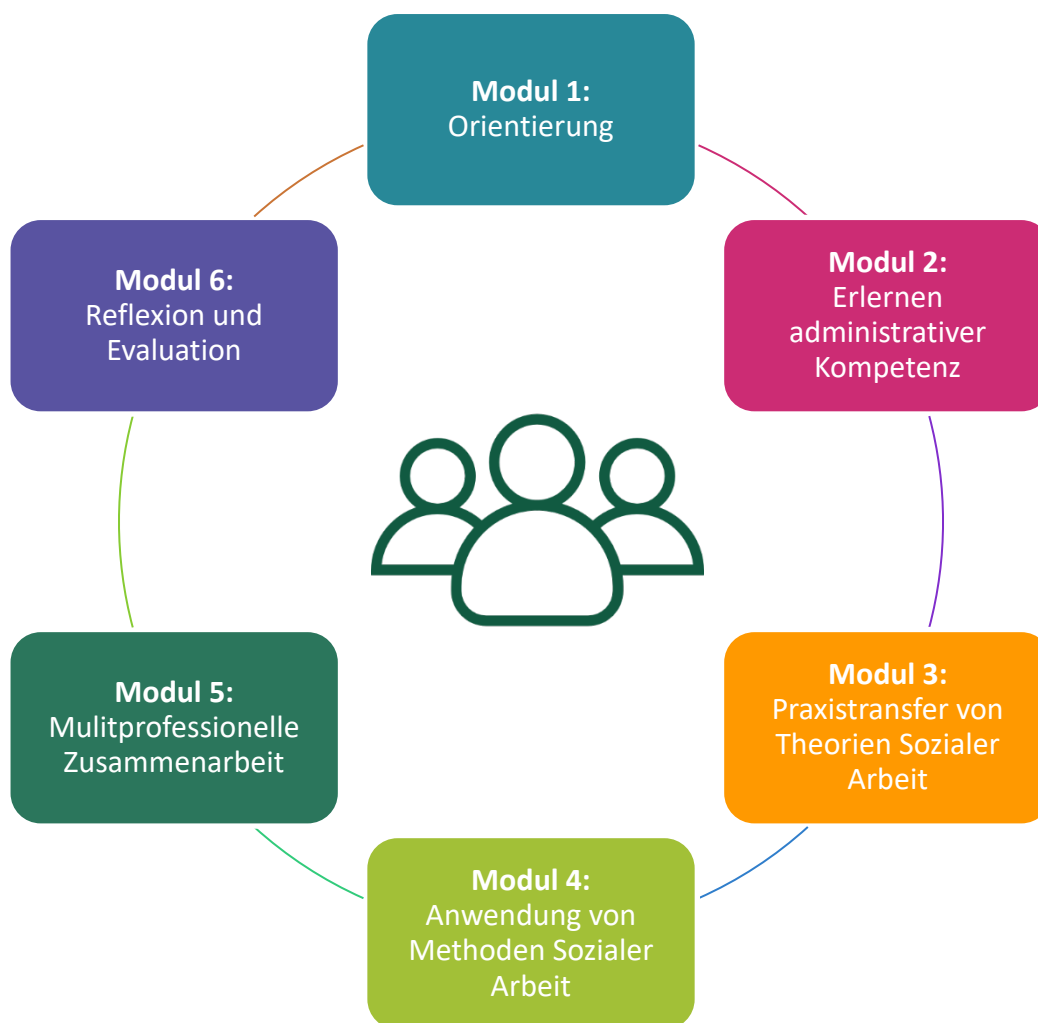 Modul 1:
Orientierung
Modul 2:
Erlernen
administrativer
Kompetenz
Modul 3:
Praxistransfer von
Theorien Sozialer
Arbeit
Modul 4:
Anwendung von
Methoden Sozialer
Arbeit
Modul 5:
Mulitprofessionelle
Zusammenarbeit
Modul 6:
Reflexion und
Evaluation